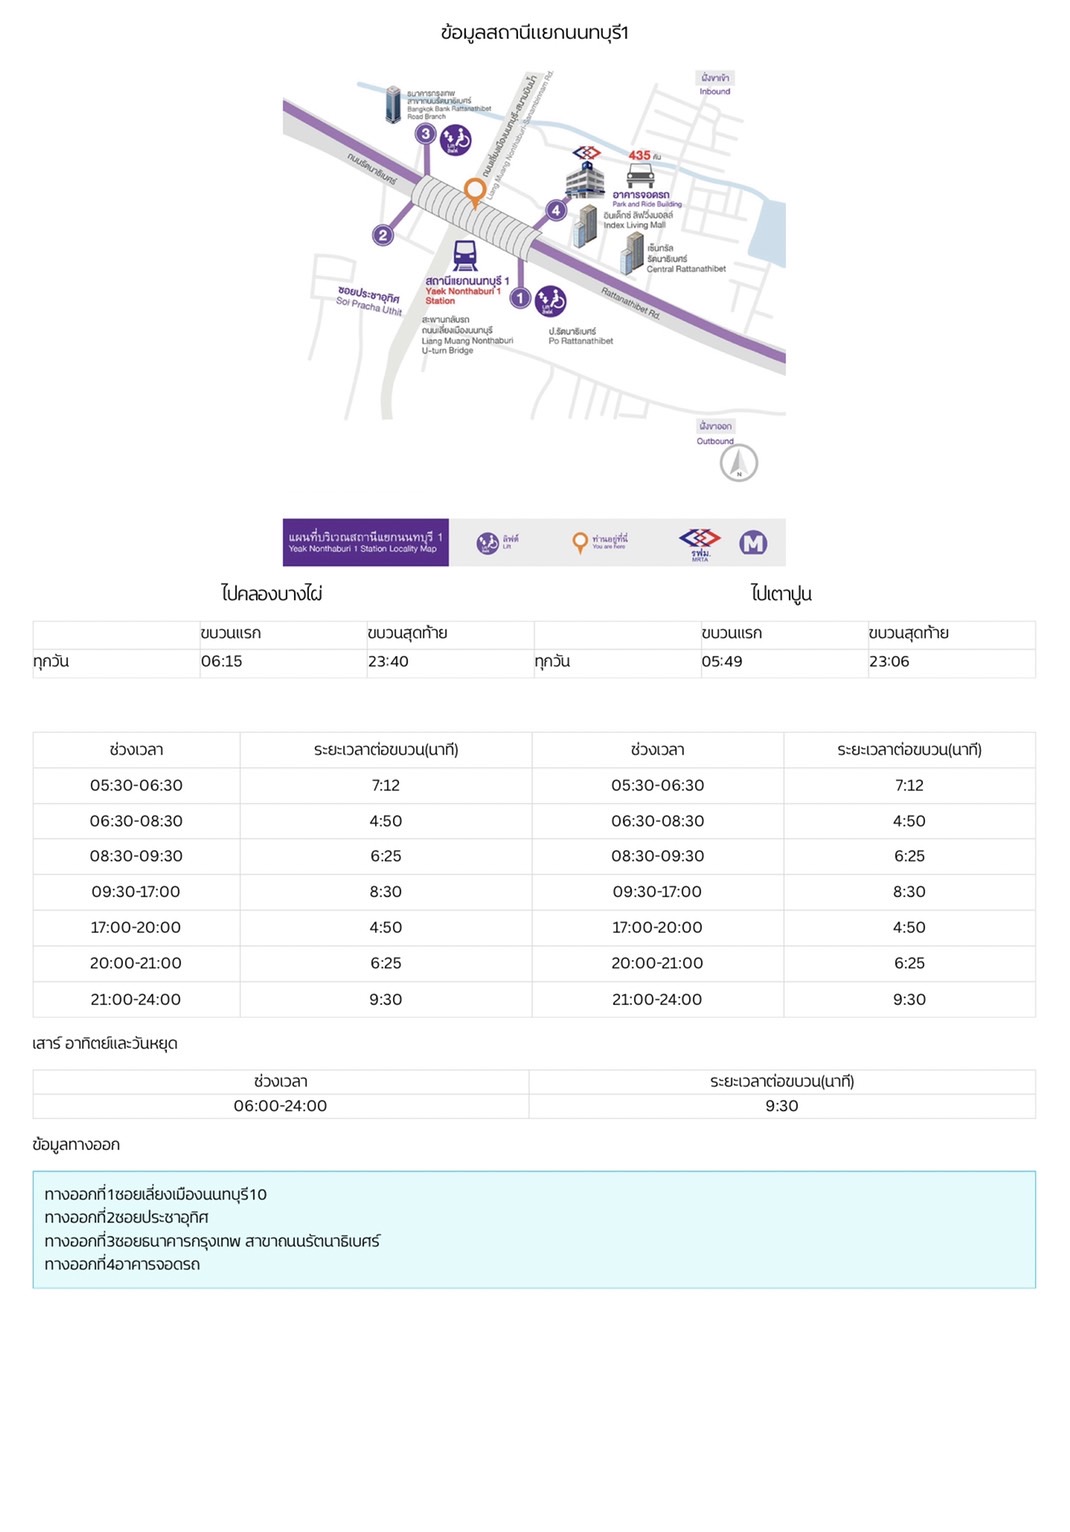 ข้อมูลสถานีแยกนนทบุรี1
ฝั่งขาเข้า
Inbound
ธนาคารกรุงเทพ
สาขาถนนรัตนาธิเบศร์
Bangkok Bank Rattanathibet
Road Branch
3
Lift
ลิฟต์
ถนนเลี่ยงเมืองนนทบุรี-สนามบินน้ำ
Liang Muang Nonthaburi-Sanambinnam Rd.
ถนนรัตนาธิเบศร์
435 คัน
อาคารจอดรถ
Park and Ride Building
4
อินเด็กซ์ ลิฟวิ่งมอลล์
Index Living Mall
2
เซ็นทรัล
รัตนาธิเบศร์
Central Rattanathibet
สถานีแยกนนทบุรี 1
Yaek Nonthaburi 1
Station
1
Lift
ลิฟต์
ซอยประชาอุทิศ
Soi Pracha Uthit
Rattanathibet Rd.
สะพานกลับรถ
ถนนเลี่ยงเมืองนนทบุรี
Liang Muang Nonthaburi
U-turn Bridge
ป.รัตนาธิเบศร์
Po Rattanathibet
ฝั่งขาออก
Outbound
N
แผนที่บริเวณสถานีแยกนนทบุรี 1
Yeak Nonthaburi 1 Station Locality Map
ลิฟต์
Lift
ท่านอยู่ที่นี่
You are here
รฟม.
MRTA
M
ไปคลองบางไผ่ ไปเตาปูน
ขบวนแรก ขบวนสุดท้าย ขบวนแรก ขบวนสุดท้าย
ทุกวัน 06:15 23:40 ทุกวัน 05:49 23:06
ช่วงเวลา ระยะเวลาต่อขบวน(นาที) ช่วงเวลา ระยะเวลาต่อขบวน(นาที)
05:30-06:30 7:12 05:30-06:30 7:12
06:30-08:30 4:50 06:30-08:30 4:50
08:30-09:30 6:25 08:30-09:30 6:25
09:30-17:00 8:30 09:30-17:00 8:30
17:00-20:00 4:50 17:00-20:00 4:50
20:00-21:00 6:25 20:00-21:00 6:25
21:00-24:00 9:30 21:00-24:00 9:30
เสาร์ อาทิตย์และวันหยุด
ช่วงเวลา ระยะเวลาต่อขบวน(นาที)
06:00-24:00 9:30
ข้อมูลทางออก
ทางออกที่1ซอยเลี่ยงเมืองนนทบุรี10
ทางออกที่2ซอยประชาอุทิศ
ทางออกที่3ซอยธนาคารกรุงเทพ สาขาถนนรัตนาธิเบศร์
ทางออกที่4อาคารจอดรถ